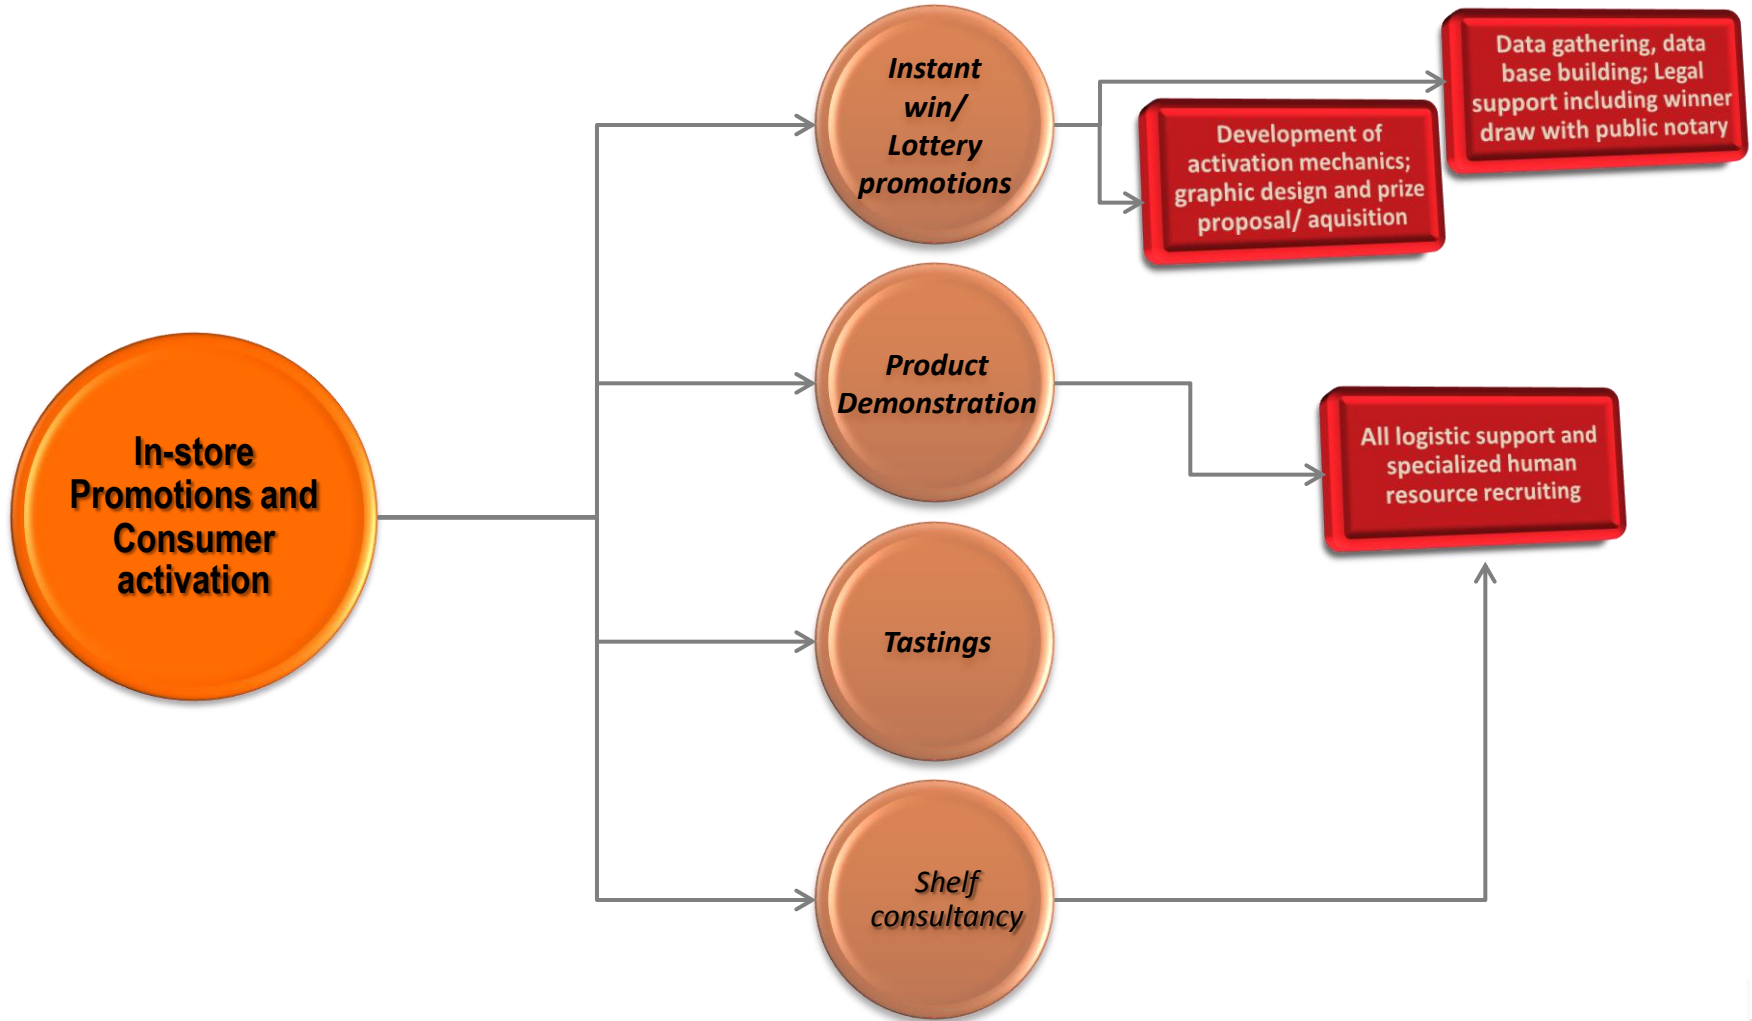 In-store
Promotions and
Consumer
activation
Instant
win/
Lottery
promotions
Data gathering, data
base building; Legal
support including winner
draw with public notary
Development of
activation mechanics;
graphic design and prize
proposal/ aquisition
Product
Demonstration
All logistic support and
specialized human
resource recruiting
Tastings
Shelf
consultancy